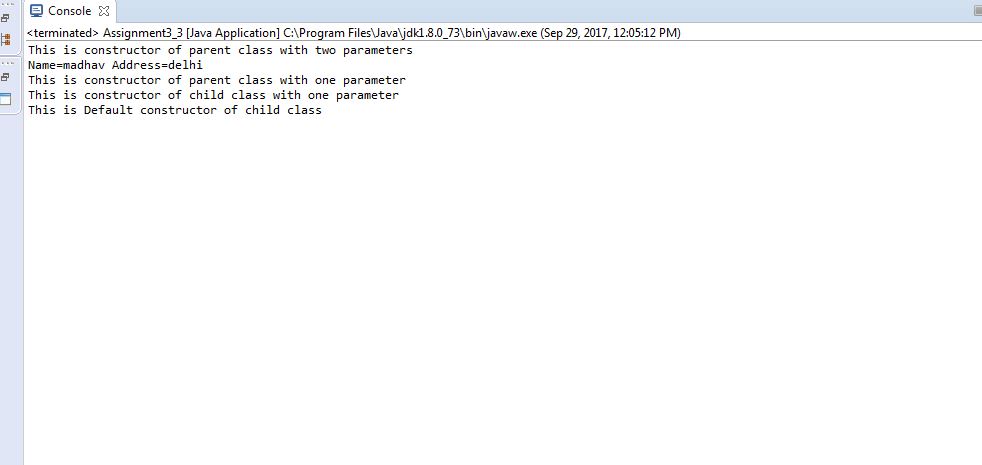 Console
<terminated> Assignment3_3 [Java Application] C:\Program Files\Java\jdk1.8.0_73\bin\javaw.exe (Sep 29, 2017, 12:05:12 PM)
This is constructor of parent class with two parameters
Name=madhav Address=delhi
This is constructor of parent class with one parameter
This is constructor of child class with one parameter
This is Default constructor of child class